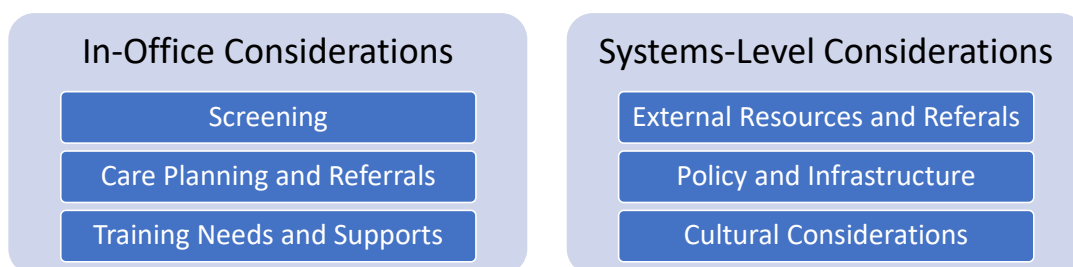 In-Office Considerations
Screening
Care Planning and Referrals
Training Needs and Supports
Systems-Level Considerations
External Resources and Referrals
Policy and Infrastructure
Cultural Considerations